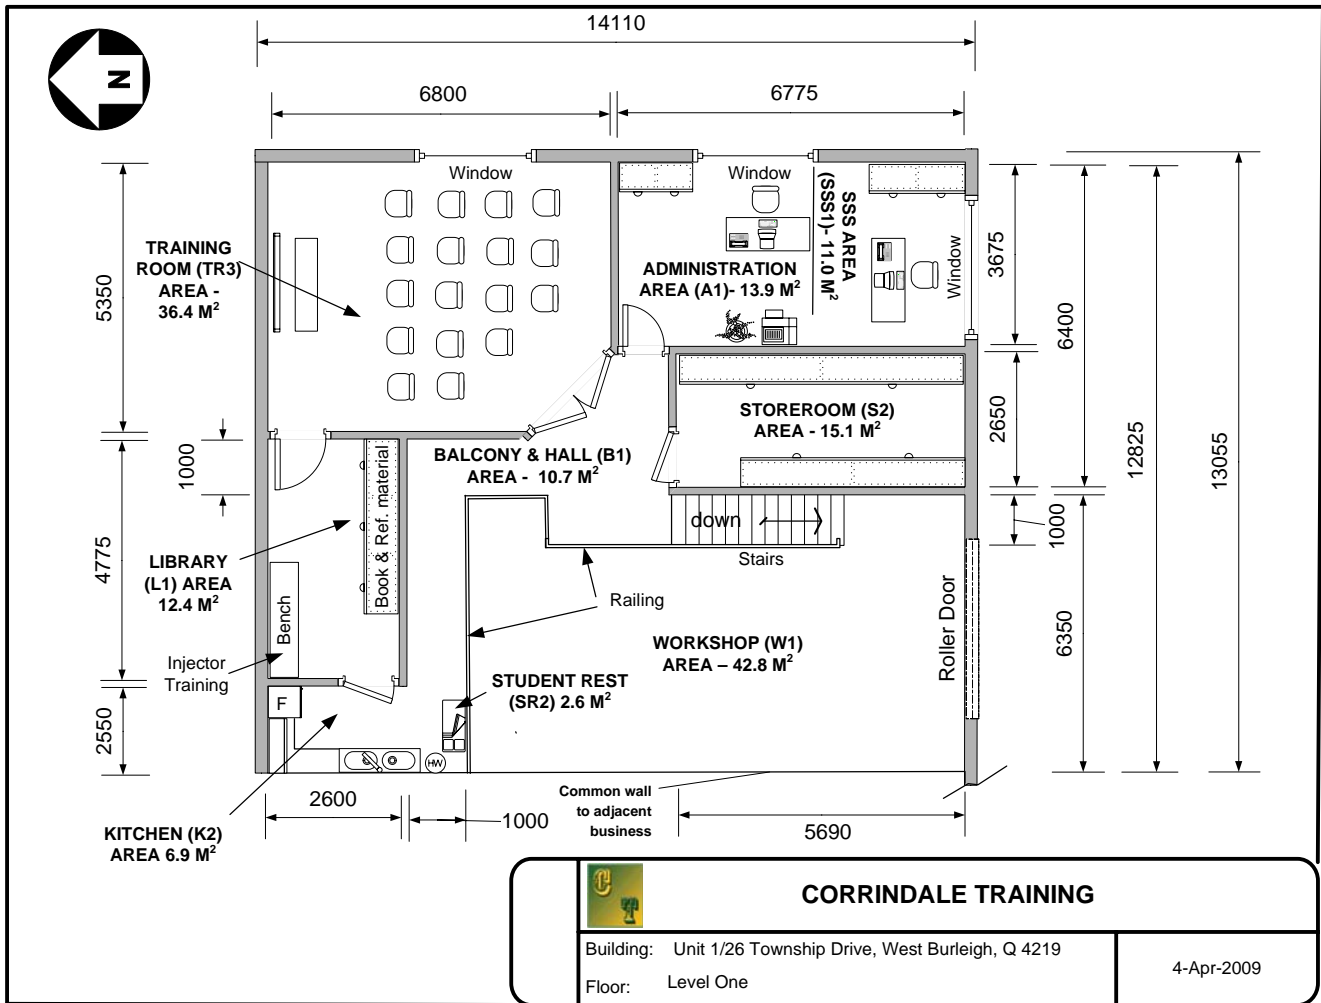 14110
N
6800
6775
Window
Window
TRAINING
ROOM (TR3)
AREA -
36.4 M²
SSS AREA
(SSS1)- 11.0 M²
ADMINISTRATION
AREA (A1)- 13.9 M²
Window
3675
5350
6400
STOREROOM (S2)
AREA - 15.1 M²
2650
12825
13055
BALCONY & HALL (B1)
AREA - 10.7 M²
1000
Book & Ref. material
down
1000
Stairs
4775
LIBRARY
(L1) AREA
12.4 M²
Bench
Railing
Roller Door
6350
WORKSHOP (W1)
AREA – 42.8 M²
Injector
Training
STUDENT REST
(SR2) 2.6 M²
F
2550
HW
Common wall
to adjacent
business
2600
1000
5690
KITCHEN (K2)
AREA 6.9 M²
C
T
CORRINDALE TRAINING
Building: Unit 1/26 Township Drive, West Burleigh, Q 4219
Floor: Level One
4-Apr-2009